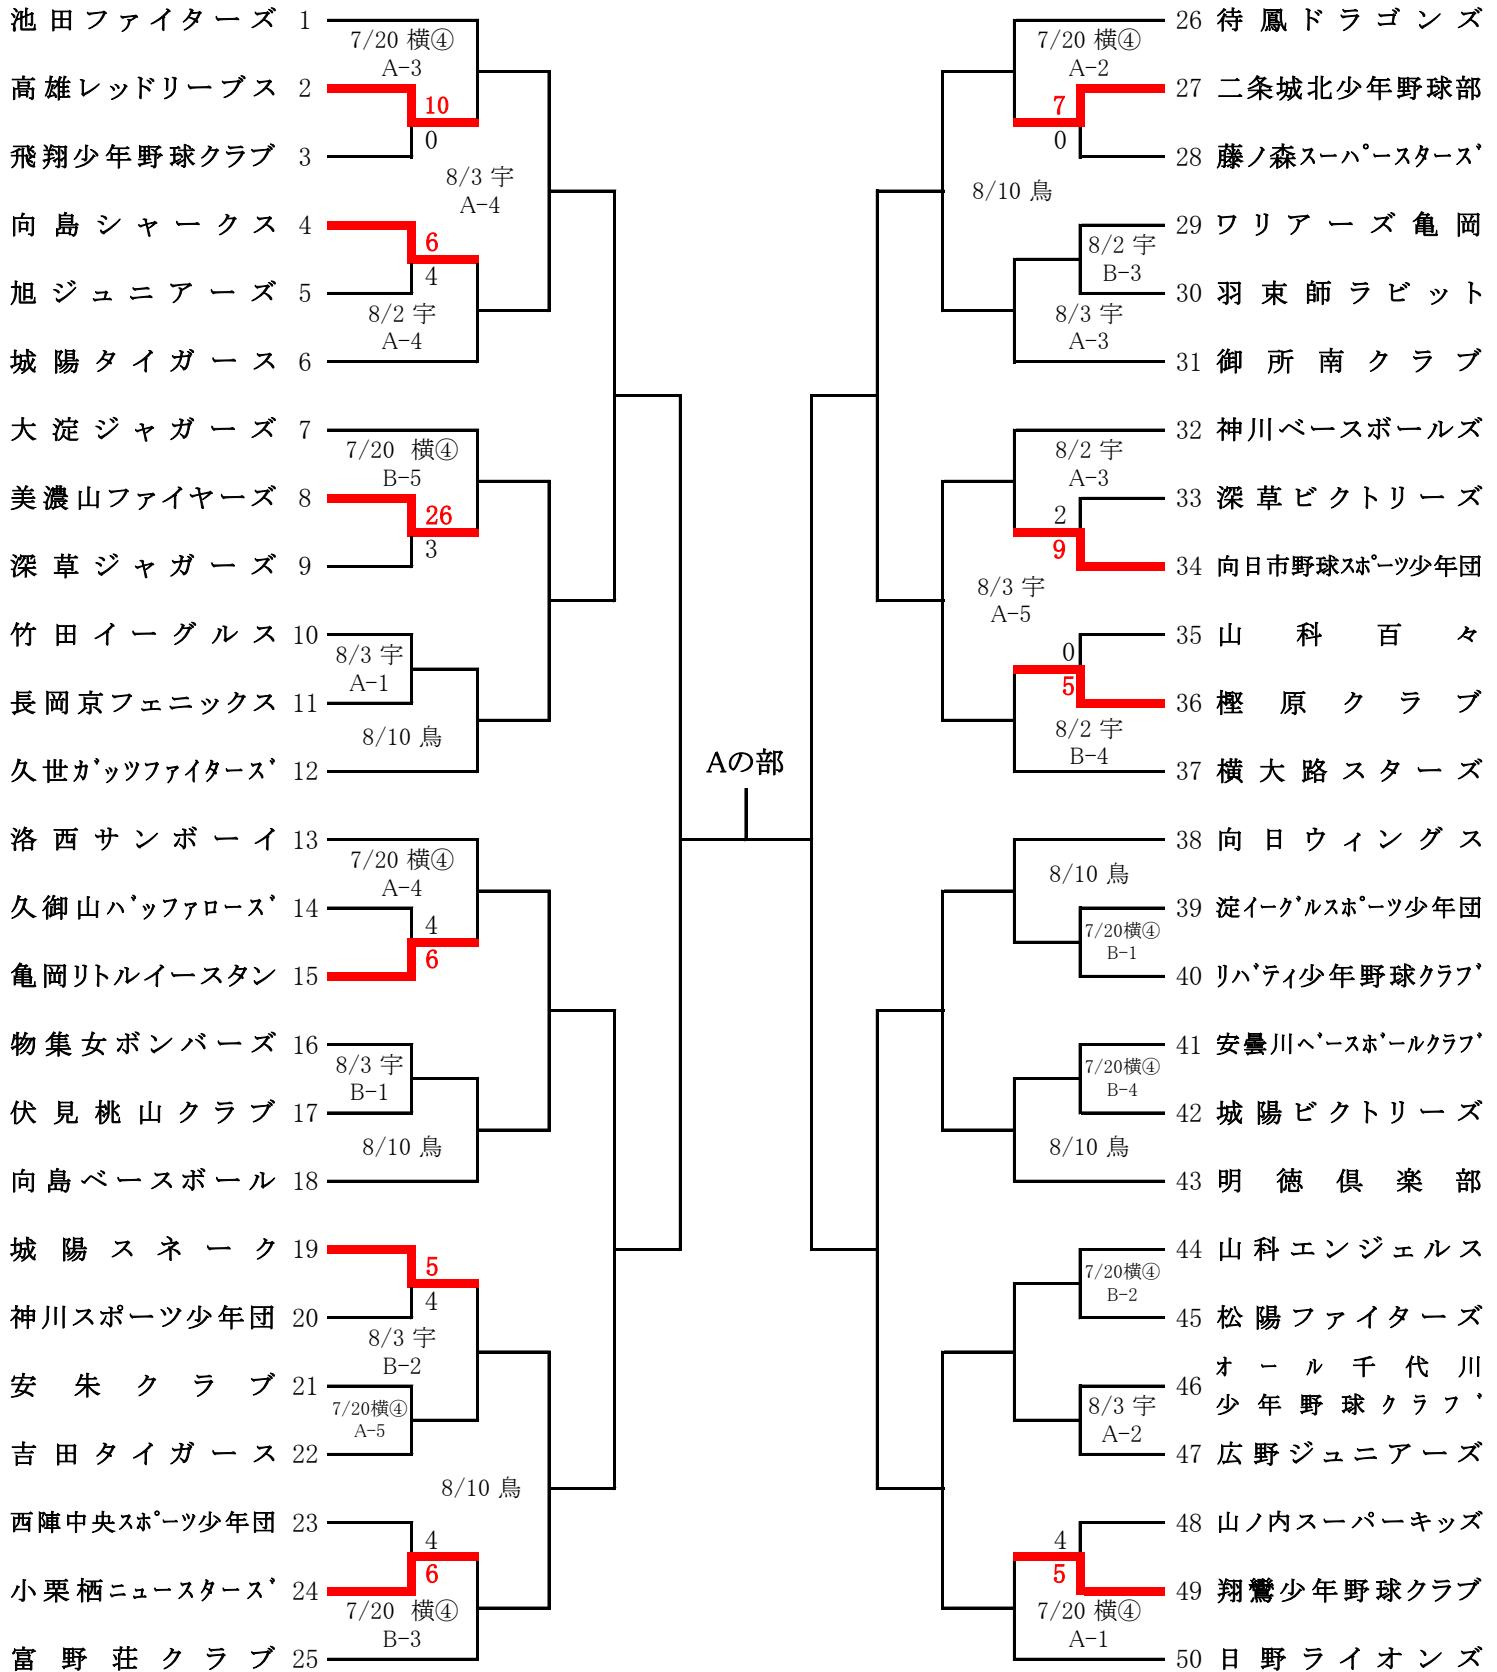 池田ファイターズ 1
7/20 横④
A-3
高雄レッドリーブス 2
10
0
飛翔少年野球クラブ 3
8/3 宇
A-4
向島シャークス 4
6
4
旭ジュニアーズ 5
8/2 宇
A-4
城陽タイガース 6
大淀ジャガーズ 7
7/20 横④
B-5
美濃山ファイヤーズ 8
26
3
深草ジャガーズ 9
竹田イーグルス 10
8/3 宇
A-1
長岡京フェニックス 11
8/10 鳥
久世ガッツファイターズ 12
洛西サンボーイ 13
7/20 横④
A-4
久御山バッファローズ 14
4
6
亀岡リトルイースタン 15
物集女ボンバーズ 16
8/3 宇
B-1
伏見桃山クラブ 17
8/10 鳥
向島ベースボール 18
城陽スネーク 19
5
4
神川スポーツ少年団 20
8/3 宇
B-2
安朱クラブ 21
7/20横④
A-5
吉田タイガース 22
8/10 鳥
西陣中央スポーツ少年団 23
4
6
小栗栖ニュースターズ 24
7/20 横④
B-3
富野荘クラブ 25
Aの部
26 待鳳ドラゴンズ
7/20 横④
A-2
27 二条城北少年野球部
7
0
28 藤ノ森スーパースターズ
8/10 鳥
29 ワリアーズ亀岡
8/2 宇
B-3
30 羽束師ラビット
8/3 宇
A-3
31 御所南クラブ
32 神川ベースボールズ
8/2 宇
A-3
33 深草ビクトリーズ
2
9
34 向日市野球スポーツ少年団
8/3 宇
A-5
35 山科百々
0
5
36 樫原クラブ
8/2 宇
B-4
37 横大路スターズ
38 向日ウィングス
8/10 鳥
39 淀イーグルスポーツ少年団
7/20横④
B-1
40 リバティ少年野球クラブ
41 安曇川ベースボールクラブ
7/20横④
B-4
42 城陽ビクトリーズ
8/10 鳥
43 明徳倶楽部
44 山科エンジェルス
7/20横④
B-2
45 松陽ファイターズ
46 オール千代川
少年野球クラブ
8/3 宇
A-2
47 広野ジュニアーズ
48 山ノ内スーパーキッズ
4
5
49 翔鸞少年野球クラブ
7/20 横④
A-1
50 日野ライオンズ